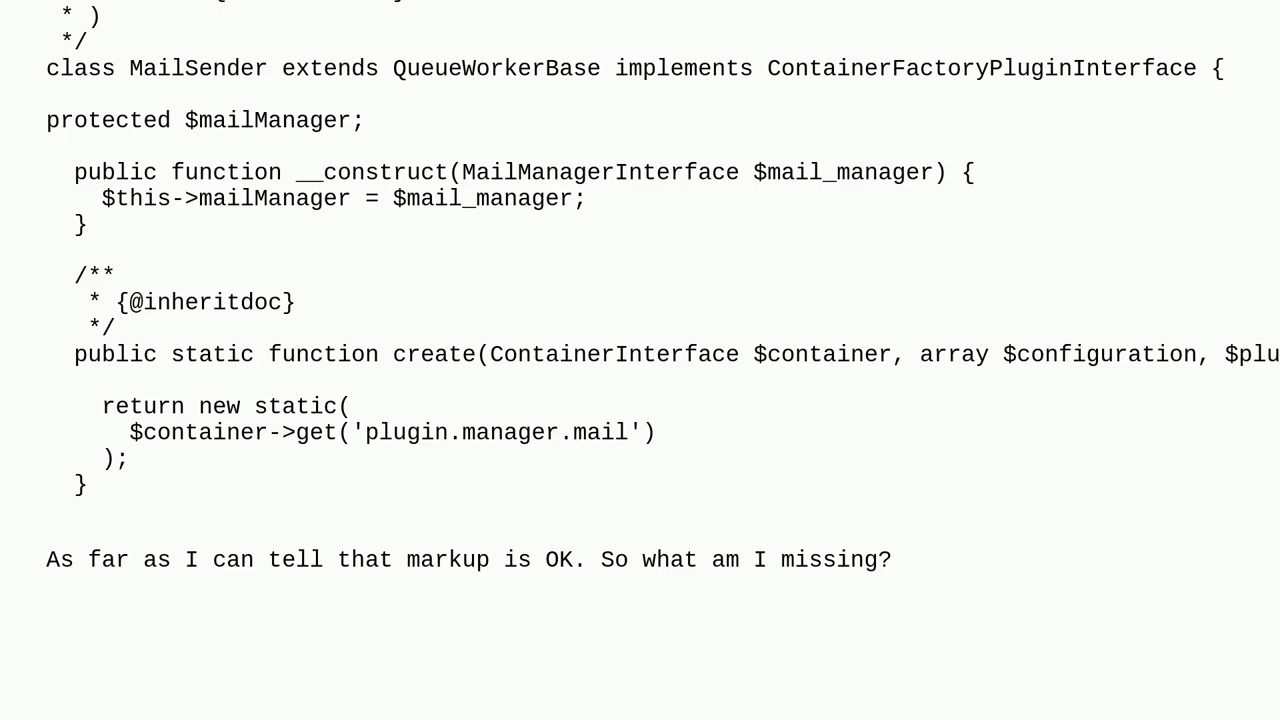 * )
 */
class MailSender extends QueueWorkerBase implements ContainerFactoryPluginInterface {
protected $mailManager;
  public function __construct(MailManagerInterface $mail_manager) {
    $this->mailManager = $mail_manager;
  }
  /**
   * {@inheritdoc}
   */
  public static function create(ContainerInterface $container, array $configuration, $plu
    return new static(
      $container->get('plugin.manager.mail')
    );
  }
As far as I can tell that markup is OK. So what am I missing?